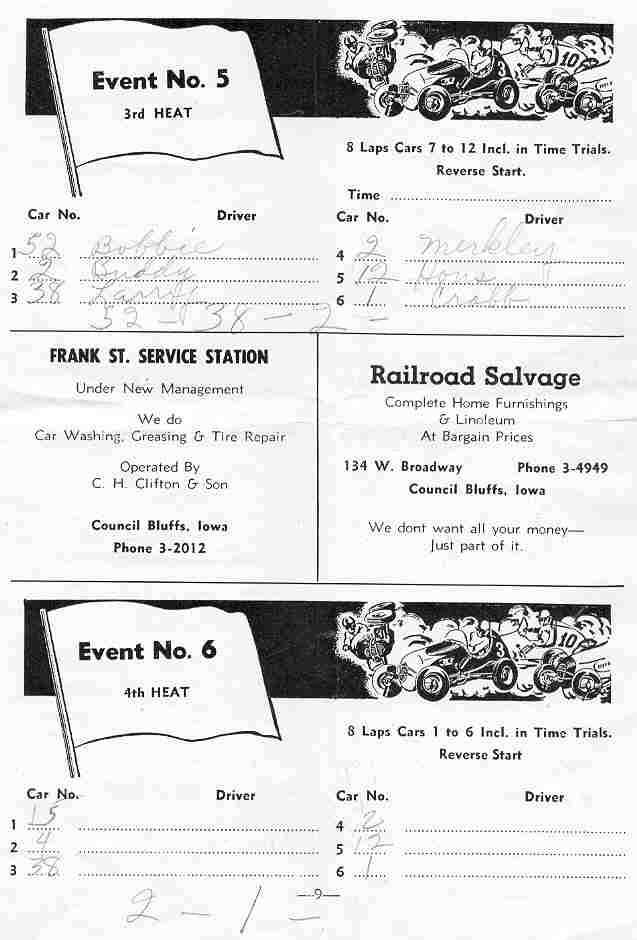 Event No. 5
3rd HEAT
3
10
8 Laps Cars 7 to 12 Incl. in Time Trials.
Reverse Start.
Time
Car No. Driver
Car No. Driver
1 52 Bobbie
2 2 Buddy
3 38 Larry
4 2 Merkley
5 12 Hons
6 1 Crabb
52 - 38 - 2 -
FRANK ST. SERVICE STATION
Under New Management
We do
Car Washing, Greasing & Tire Repair
Operated By
C. H. Clifton & Son
Council Bluffs, Iowa
Phone 3-2012
Railroad Salvage
Complete Home Furnishings
& Linoleum
At Bargain Prices
134 W. Broadway Phone 3-4949
Council Bluffs, Iowa
We dont want all your money—
Just part of it.
Event No. 6
4th HEAT
3
10
8 Laps Cars 1 to 6 Incl. in Time Trials.
Reverse Start
Car No. Driver
Car No. Driver
1 15
2 4
3 38
4 2
5 12
6 1
—9—
2 - 1 -